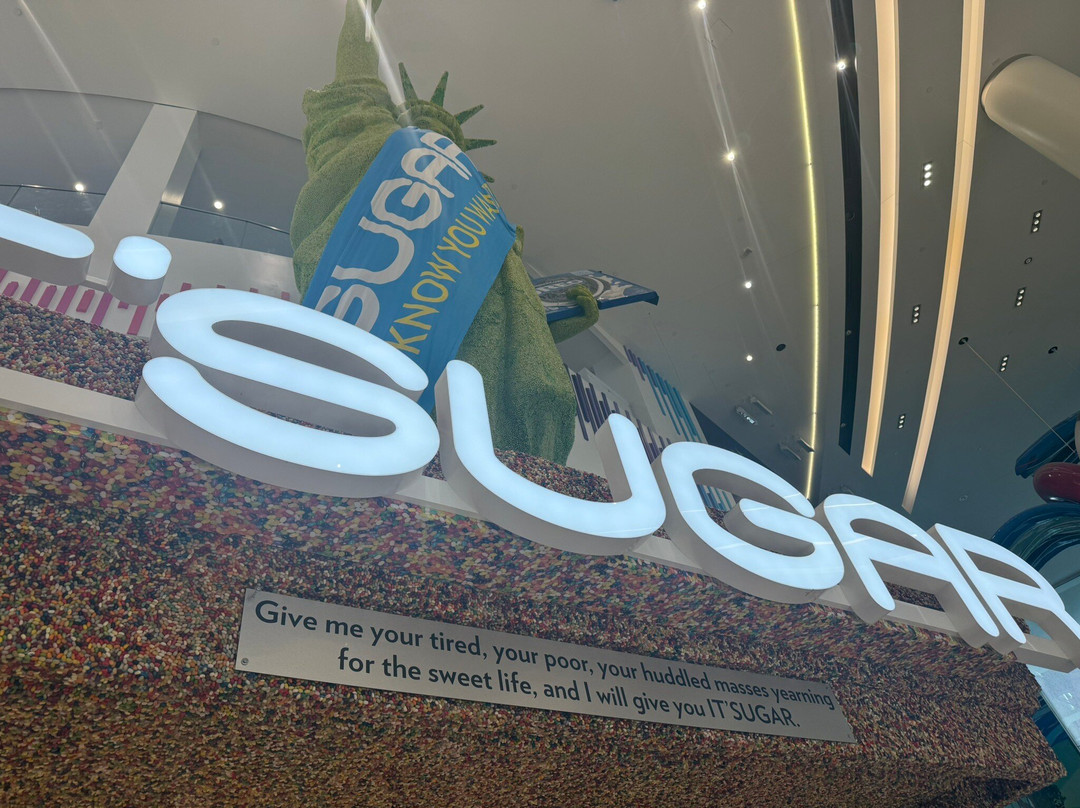 SUGAR
KNOW YOU WANT
SUGAR
Give me your tired, your poor, your huddled masses yearning
for the sweet life, and I will give you IT'SUGAR.